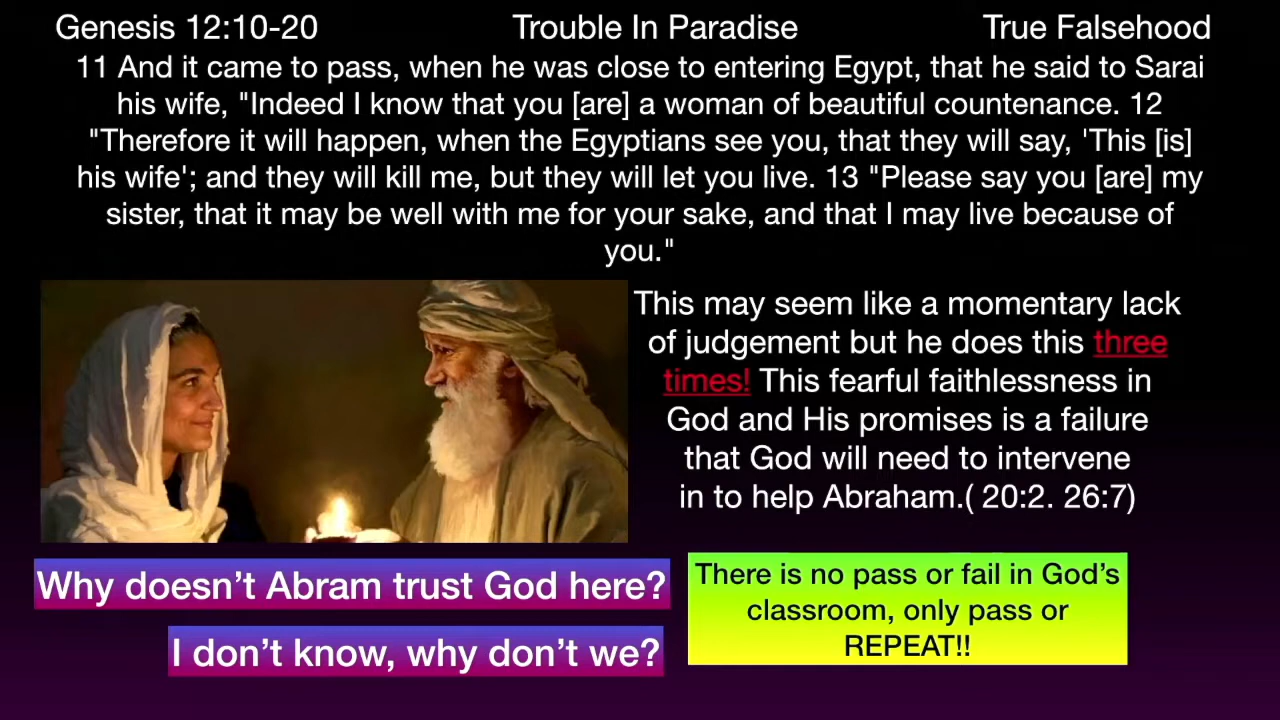 Genesis 12:10-20 Trouble In Paradise True Falsehood
11 And it came to pass, when he was close to entering Egypt, that he said to Sarai
his wife, "Indeed I know that you [are] a woman of beautiful countenance. 12
"Therefore it will happen, when the Egyptians see you, that they will say, 'This [is]
his wife'; and they will kill me, but they will let you live. 13 "Please say you [are] my
sister, that it may be well with me for your sake, and that I may live because of
you."
This may seem like a momentary lack
of judgement but he does this three
times! This fearful faithlessness in
God and His promises is a failure
that God will need to intervene
in to help Abraham.( 20:2. 26:7)
Why doesn’t Abram trust God here?
I don’t know, why don’t we?
There is no pass or fail in God’s
classroom, only pass or
REPEAT!!